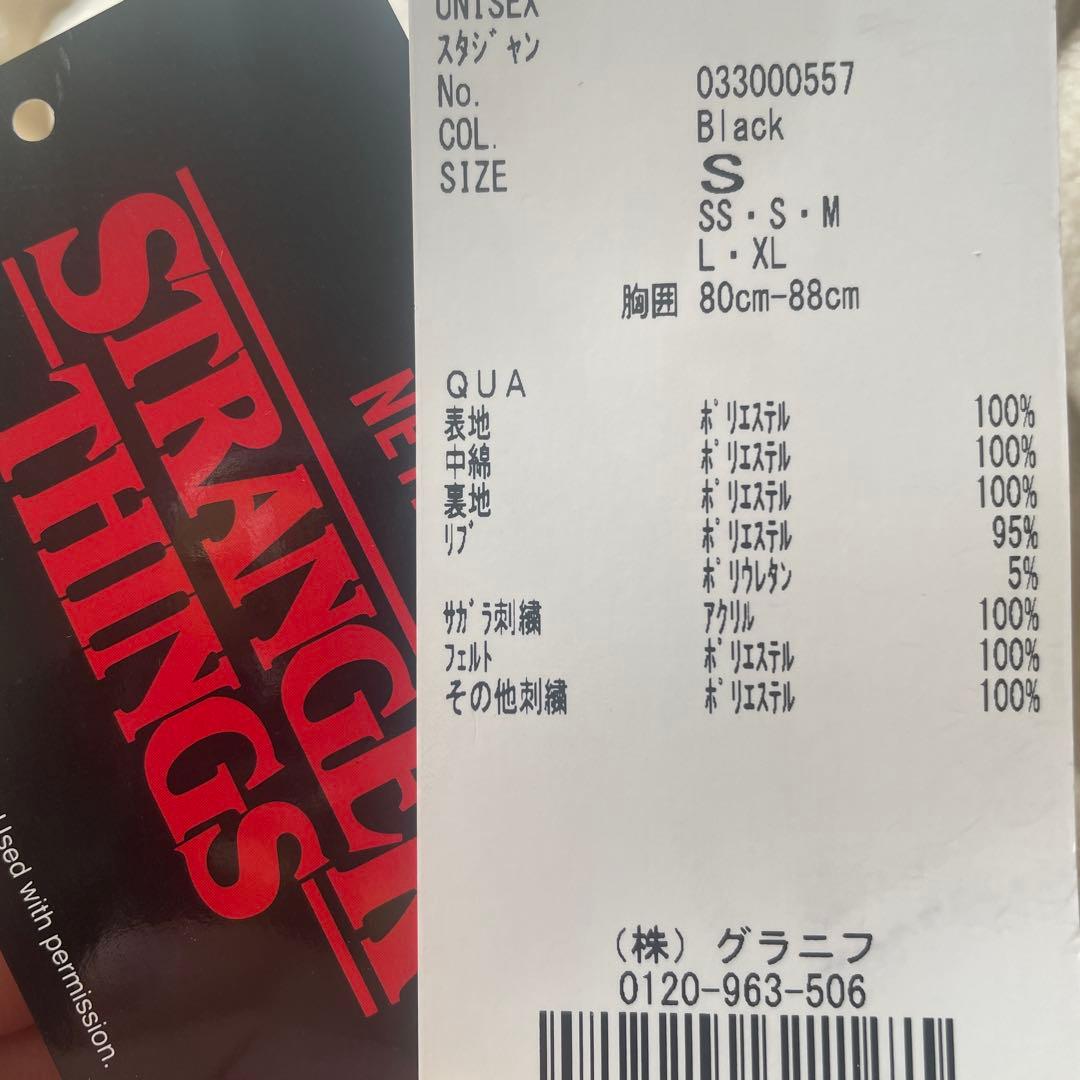 UNISEX
スタジャン
No. 033000557
COL. Black
SIZE S
SS・S・M
L・XL
胸囲 80cm-88cm
QUA
表地 ポリエステル 100%
中綿 ポリエステル 100%
裏地 ポリエステル 100%
リブ ポリエステル 95%
ポリウレタン 5%
サガラ刺繍 アクリル 100%
フェルト ポリエステル 100%
その他刺繍 ポリエステル 100%
(株) グラニフ
0120-963-506
STRANGER
THINGS
Used with permission.